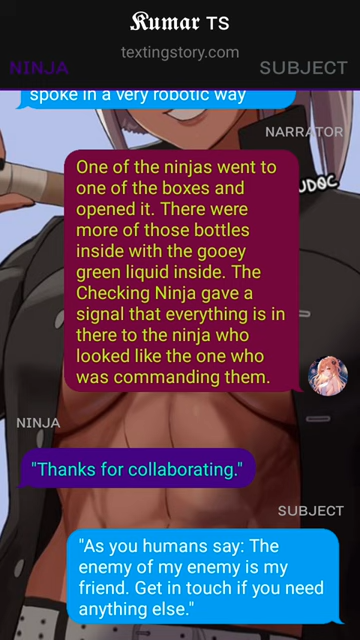 𝕶umar TS
textingstory.com
NINJA
SUBJECT
spoke in a very robotic way
NARRATOR
One of the ninjas went to
one of the boxes and
opened it. There were
more of those bottles
inside with the gooey
green liquid inside. The
Checking Ninja gave a
signal that everything is in
there to the ninja who
looked like the one who
was commanding them.
NINJA
"Thanks for collaborating."
SUBJECT
"As you humans say: The
enemy of my enemy is my
friend. Get in touch if you need
anything else."